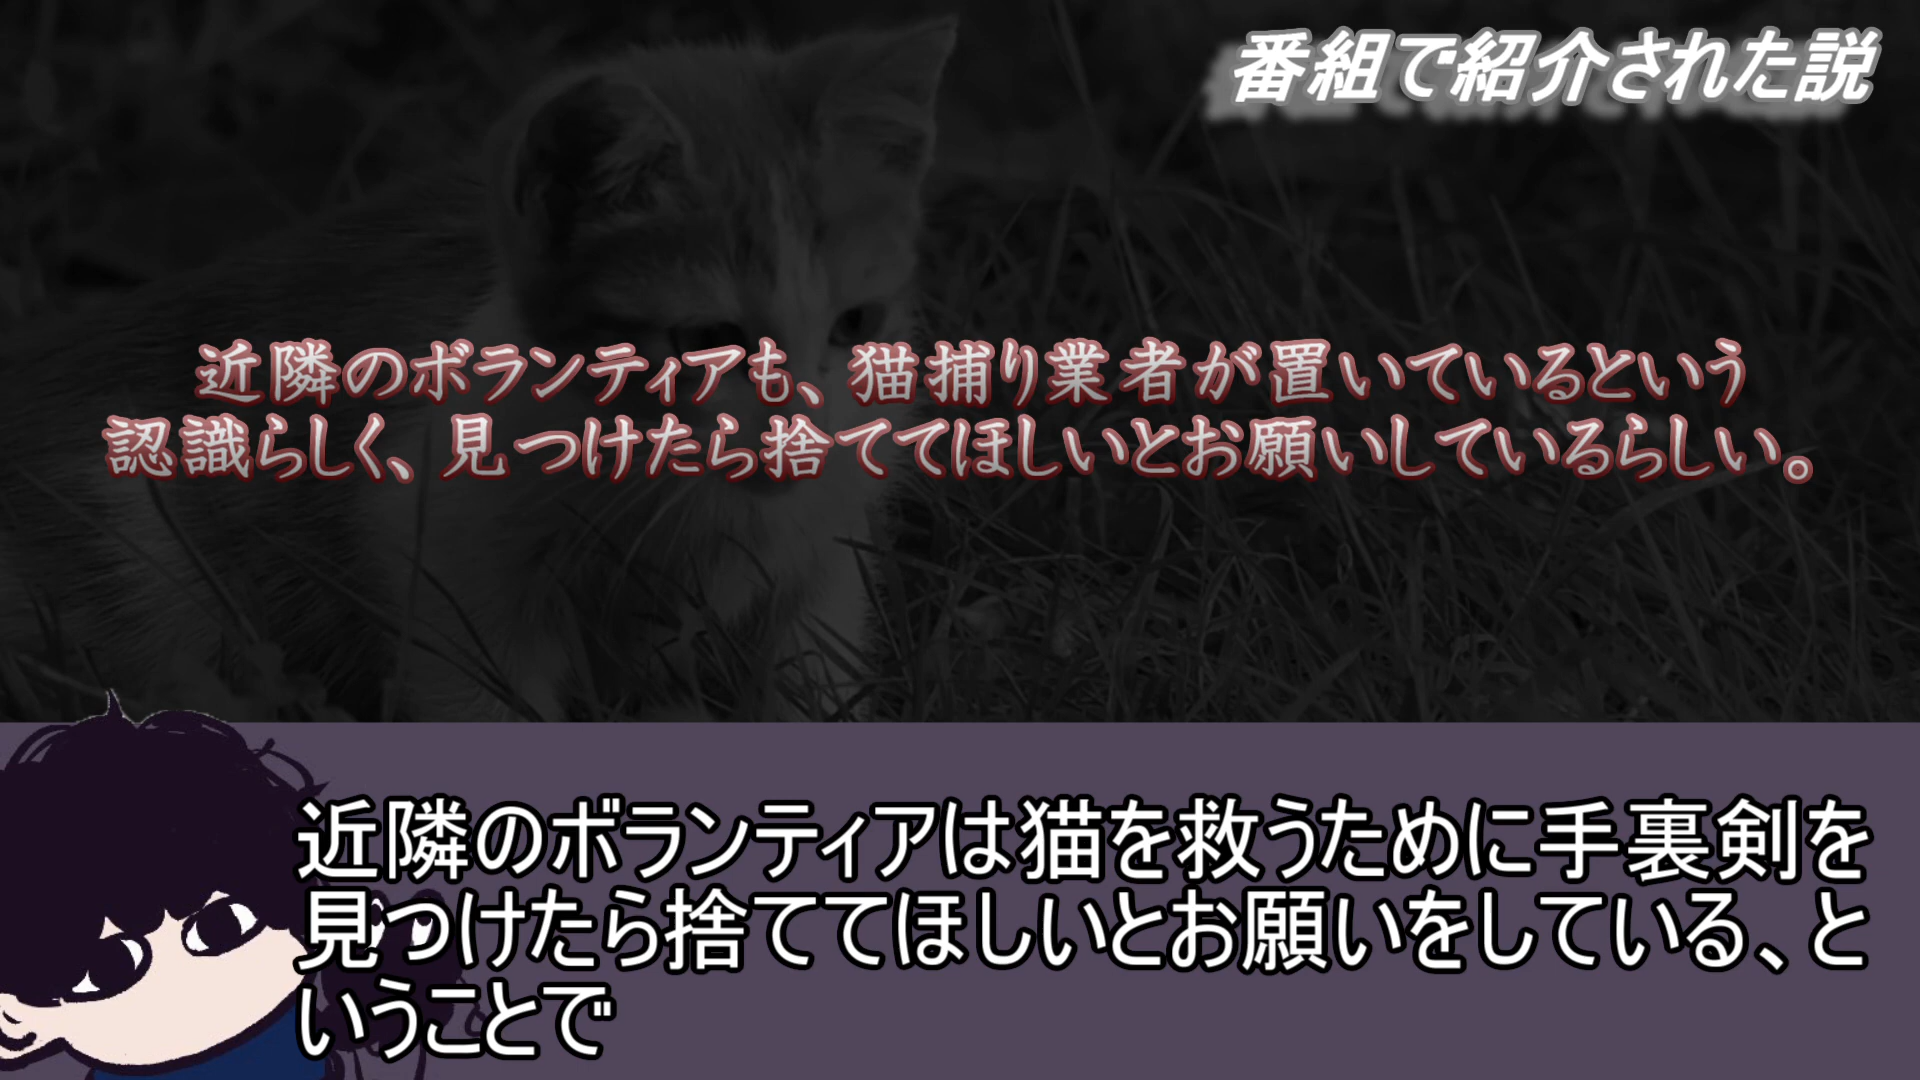 番組で紹介された説
近隣のボランティアも、猫捕り業者が置いているという
認識らしく、見つけたら捨ててほしいとお願いしているらしい。
近隣のボランティアは猫を救うために手裏剣を
見つけたら捨ててほしいとお願いをしている、と
いうことで